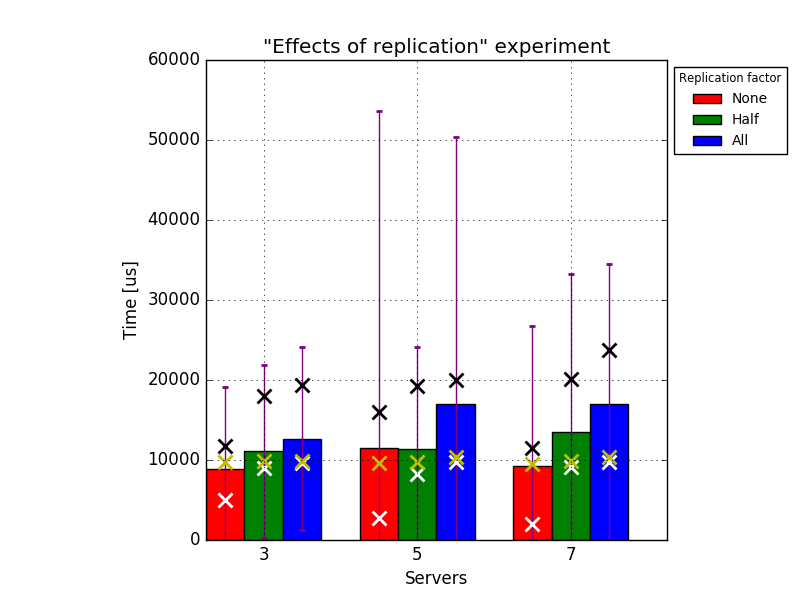 "Effects of replication" experiment
60000
50000
40000
30000
20000
10000
0
Time [us]
3 5 7
Servers
Replication factor
None
Half
All